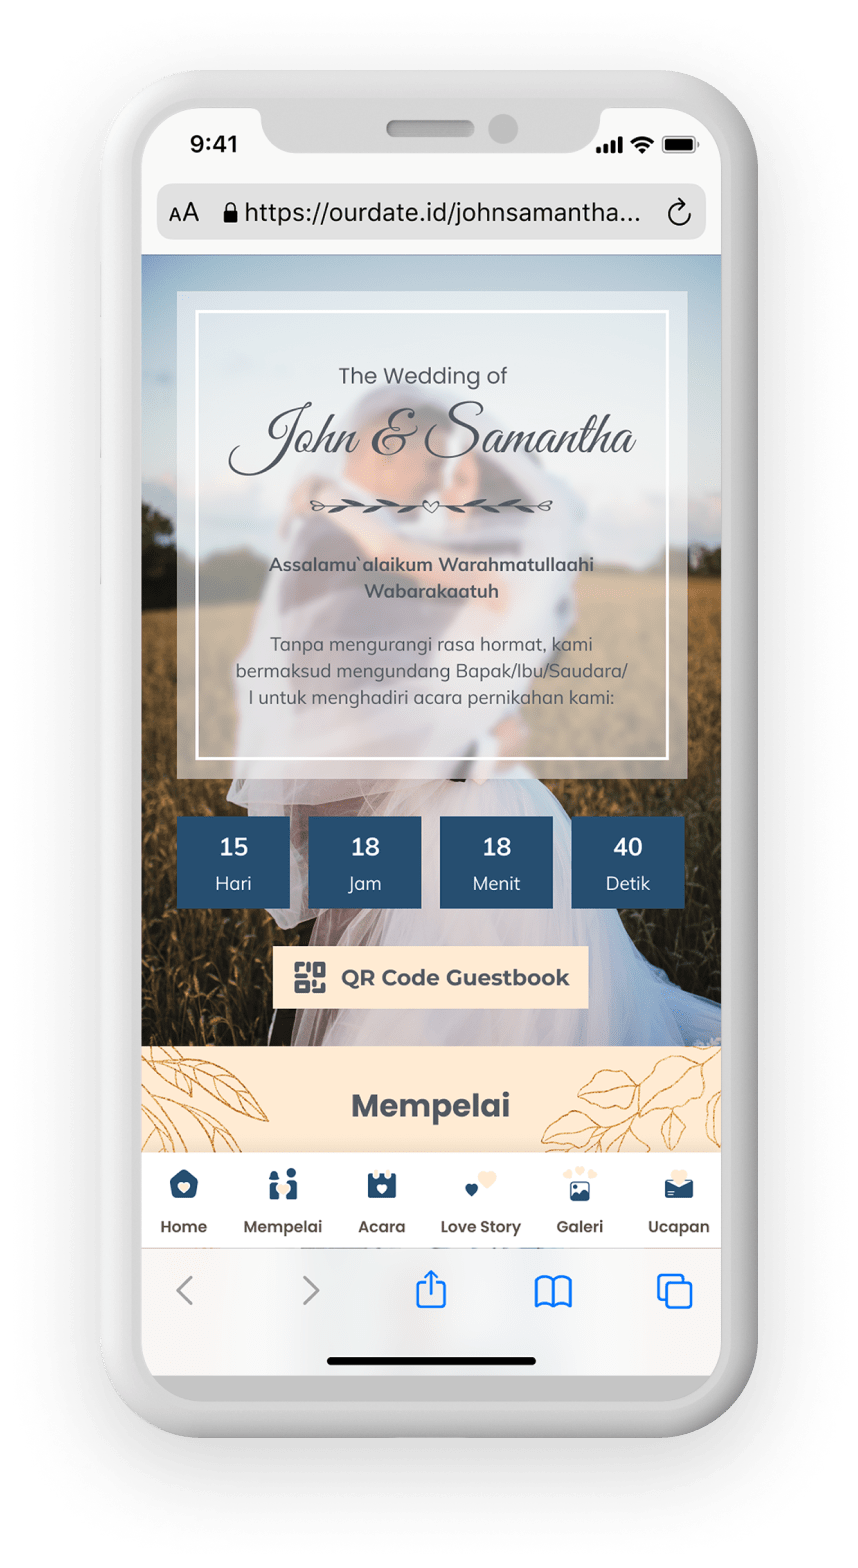 9:41
AA https://ourdate.id/johnsamantha...
The Wedding of
John & Samantha
Assalamu`alaikum Warahmatullaahi
Wabarakaatuh
Tanpa mengurangi rasa hormat, kami
bermaksud mengundang Bapak/Ibu/Saudara/
I untuk menghadiri acara pernikahan kami:
15 18 18 40
Hari Jam Menit Detik
QR Code Guestbook
Mempelai
Home Mempelai Acara Love Story Galeri Ucapan